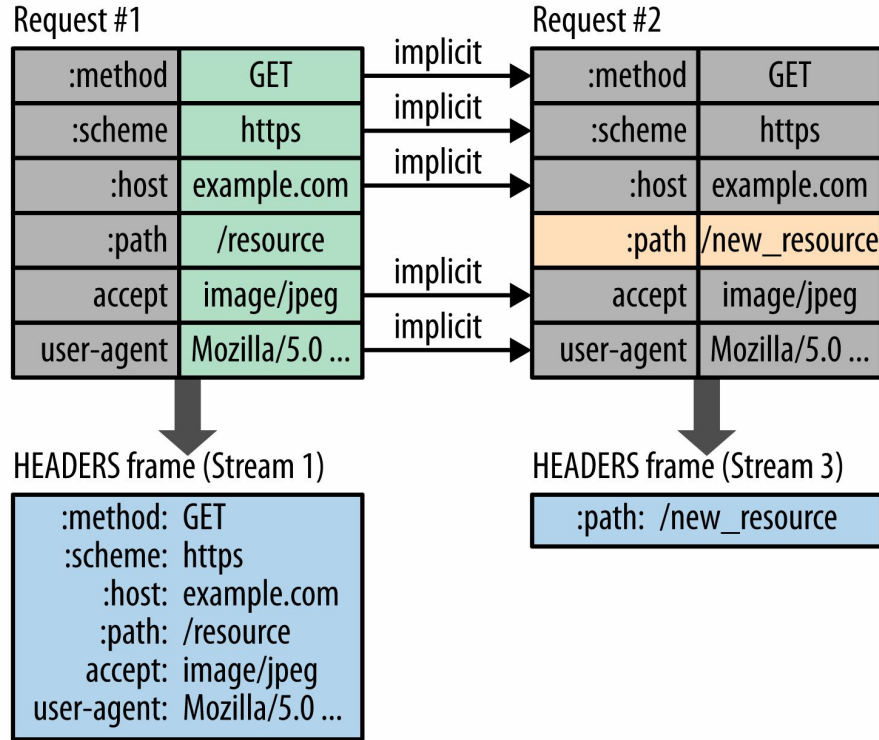 Request #1
:method GET
:scheme https
:host example.com
:path /resource
accept image/jpeg
user-agent Mozilla/5.0 ...
implicit
implicit
implicit
implicit
implicit
Request #2
:method GET
:scheme https
:host example.com
:path /new_resource
accept image/jpeg
user-agent Mozilla/5.0 ...
HEADERS frame (Stream 1)
:method: GET
:scheme: https
:host: example.com
:path: /resource
accept: image/jpeg
user-agent: Mozilla/5.0 ...
HEADERS frame (Stream 3)
:path: /new_resource